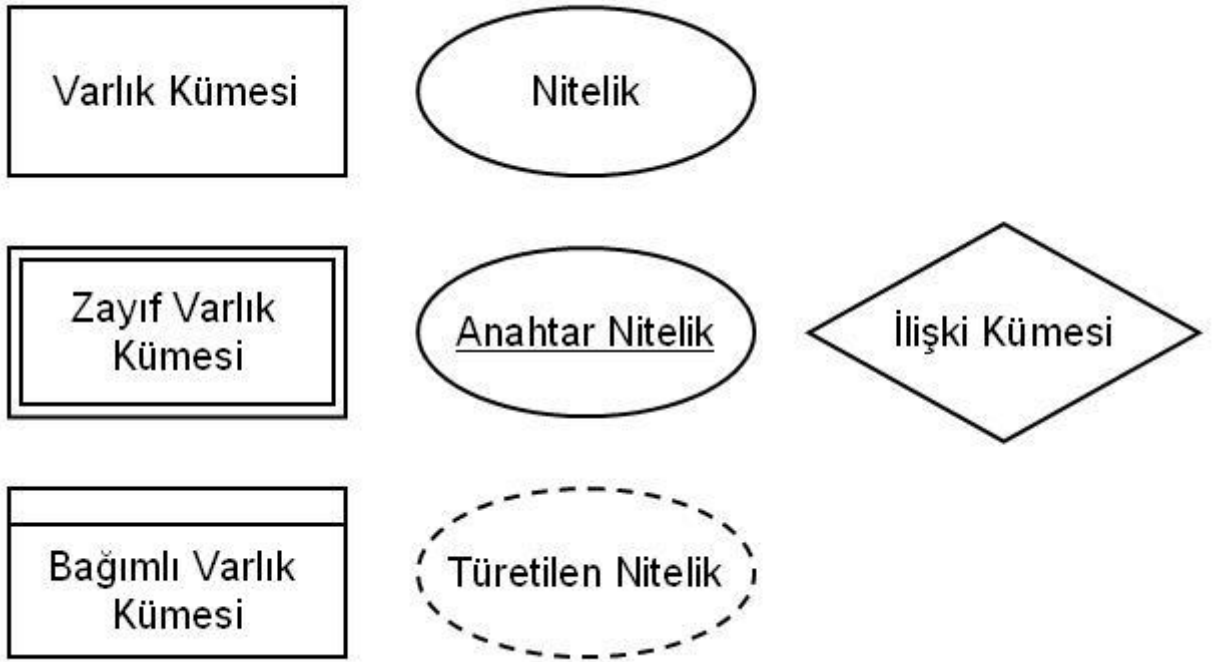 Varlık Kümesi
Nitelik
Zayıf Varlık
Kümesi
Anahtar Nitelik
İlişki Kümesi
Bağımlı Varlık
Kümesi
Türetilen Nitelik